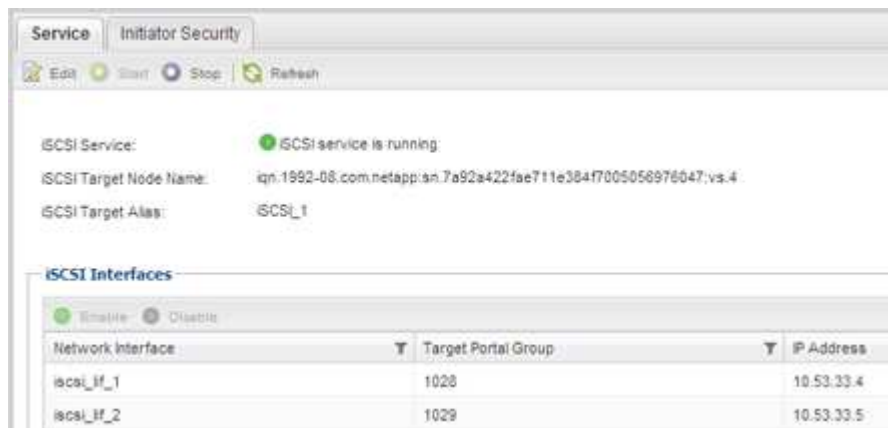 Service Initiator Security
Edit Start Stop Refresh
iSCSI Service: iSCSI service is running
iSCSI Target Node Name: iqn.1992-08.com.netapp:sn.7a92a422fae711e384f7005056976047:vs.4
iSCSI Target Alias: iSCSI_1
iSCSI Interfaces
Enable Disable
Network Interface Target Portal Group IP Address
iscsi_lif_1 1028 10.53.33.4
iscsi_lif_2 1029 10.53.33.5